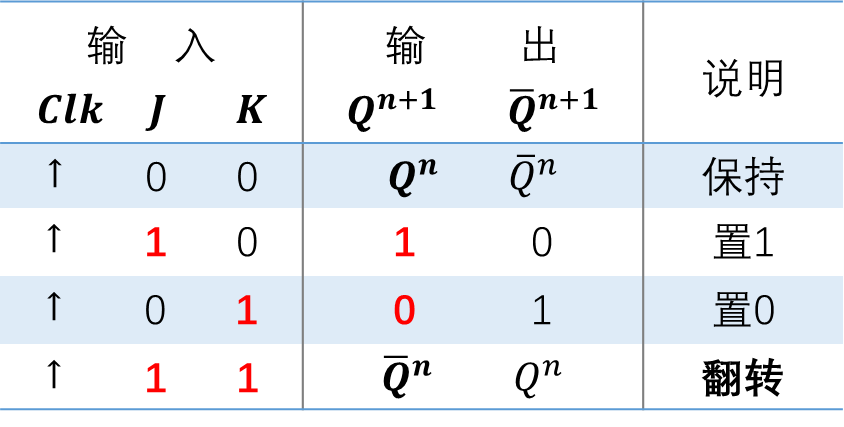 输 入 输 出 说明
Clk J K Qⁿ⁺¹ Q̅ⁿ⁺¹
↑ 0 0 Qⁿ Q̅ⁿ 保持
↑ 1 0 1 0 置1
↑ 0 1 0 1 置0
↑ 1 1 Q̅ⁿ Qⁿ 翻转